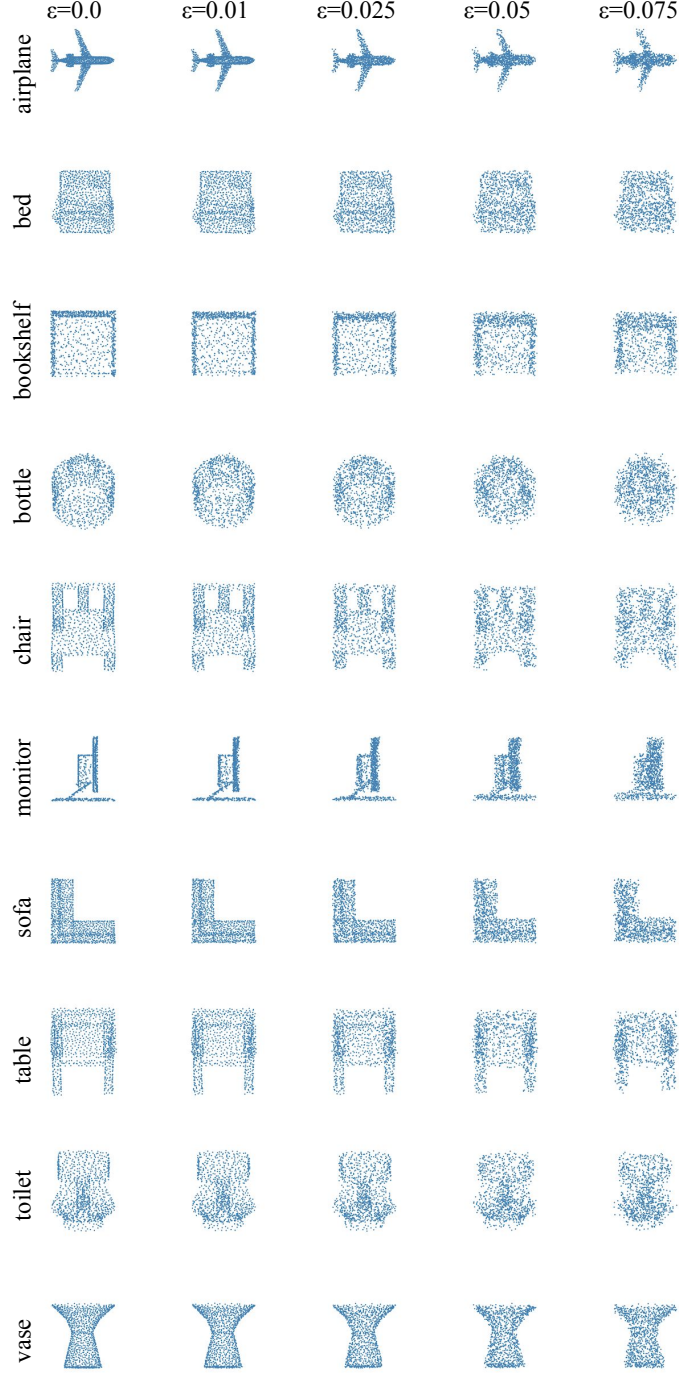 ε=0.0 ε=0.01 ε=0.025 ε=0.05 ε=0.075
airplane
bed
bookshelf
bottle
chair
monitor
sofa
table
toilet
vase